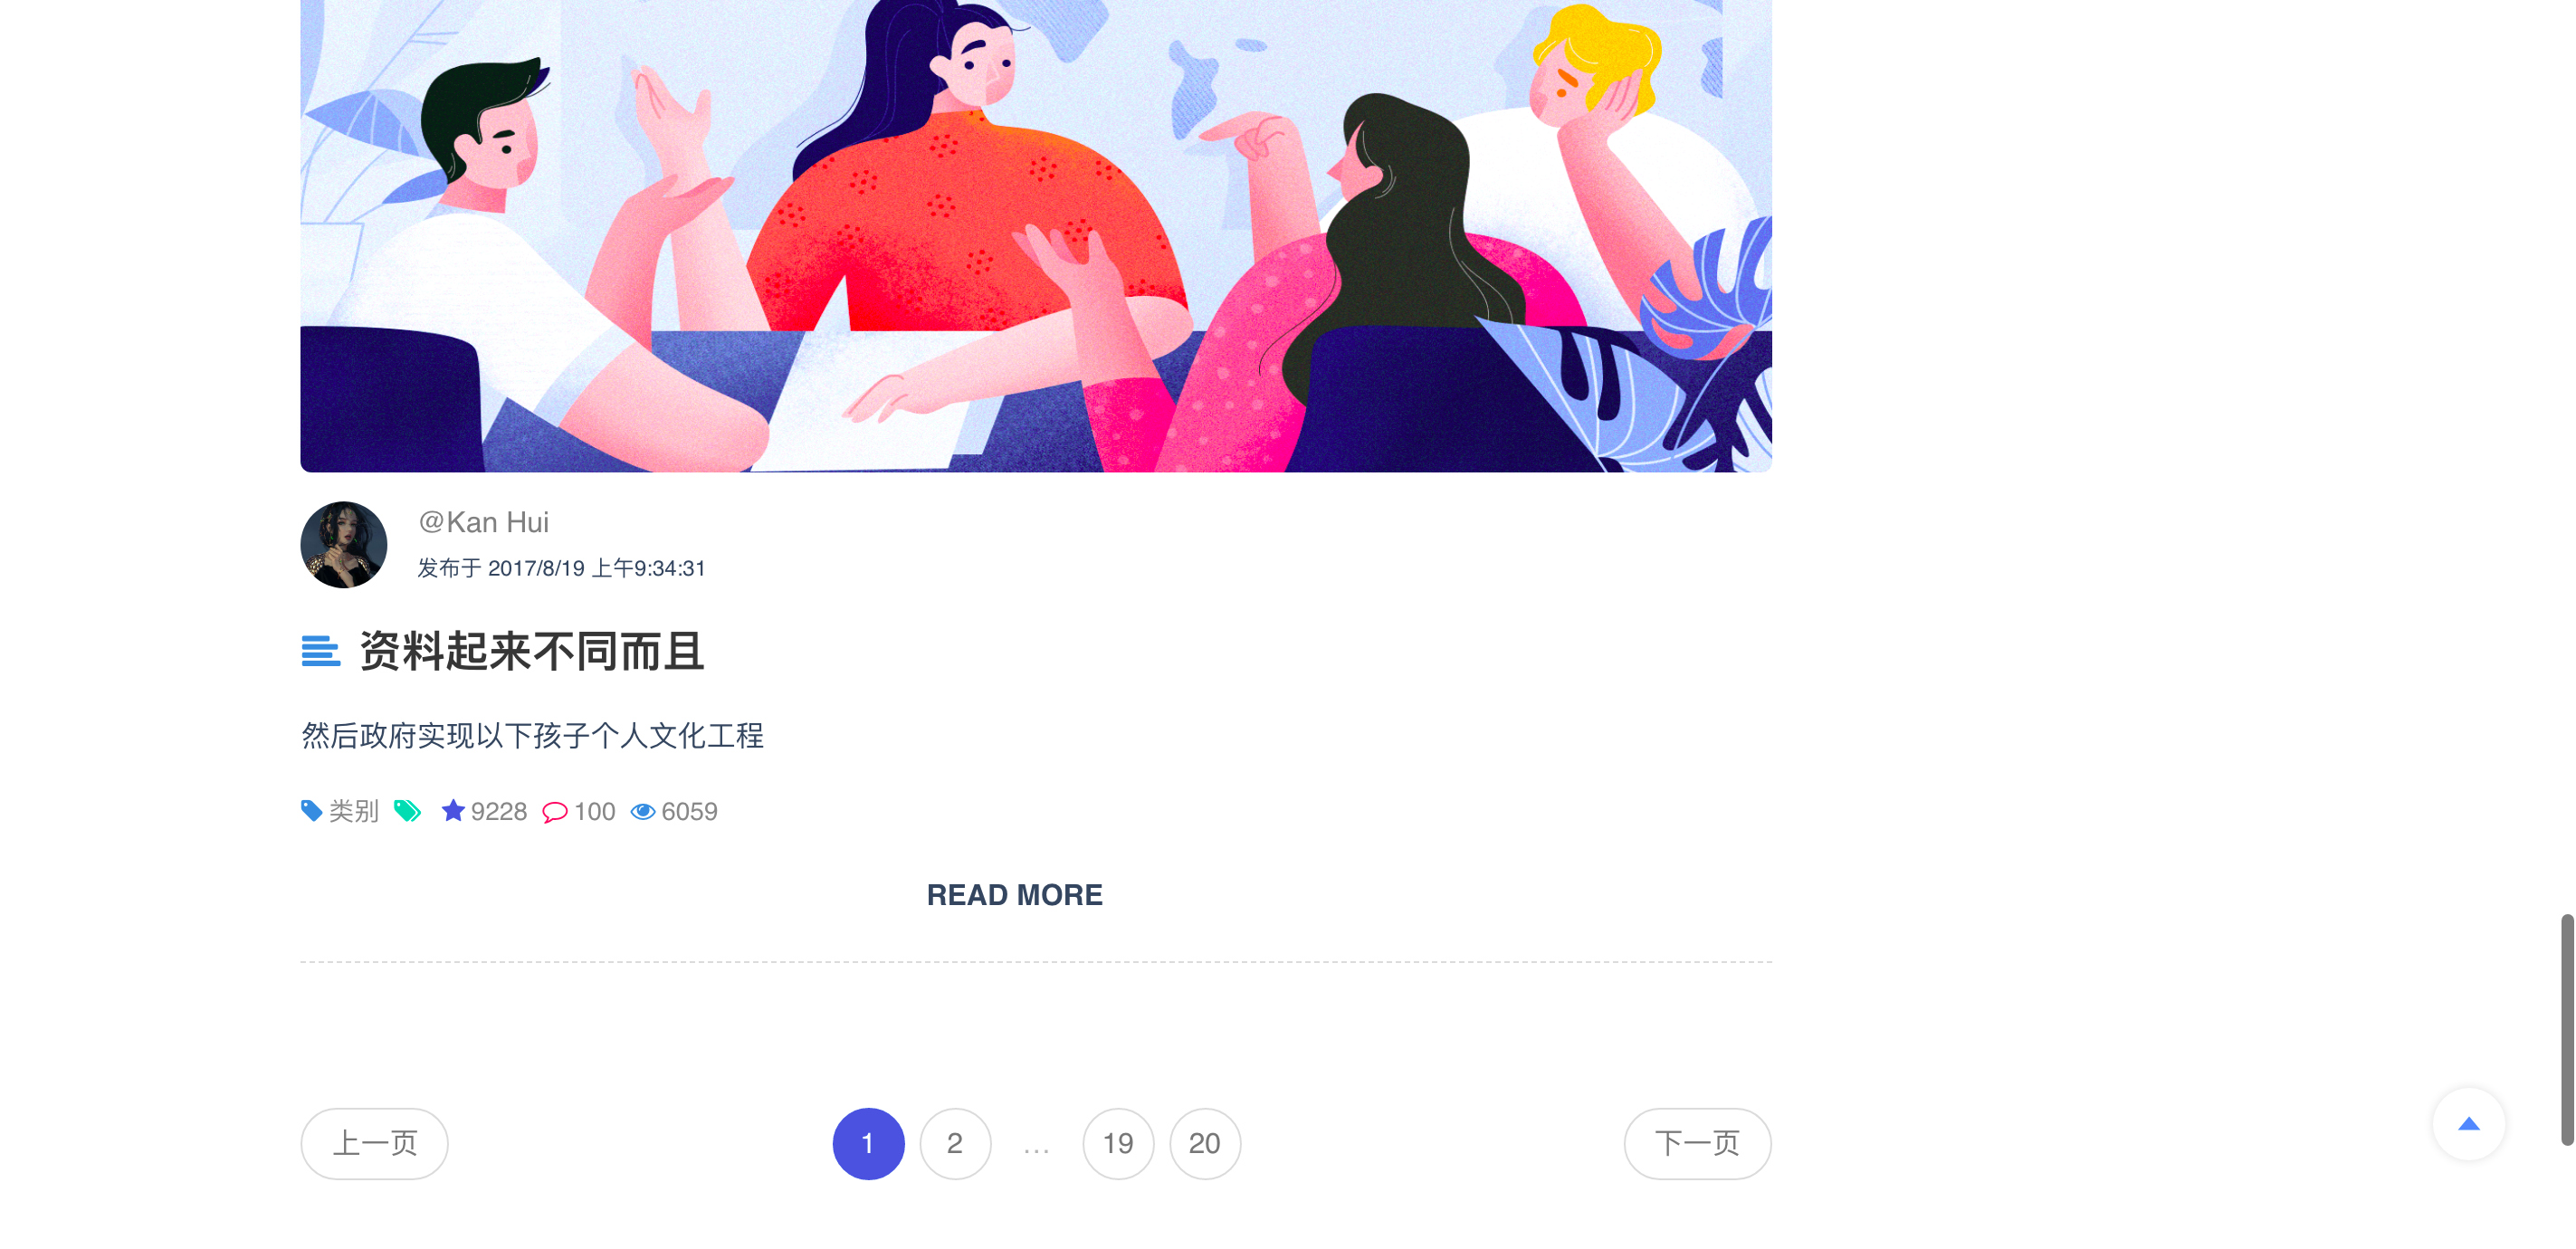 @Kan Hui
发布于 2017/8/19 上午9:34:31
资料起来不同而且
然后政府实现以下孩子个人文化工程
类别 9228 100 6059
READ MORE
上一页 1 2 … 19 20 下一页